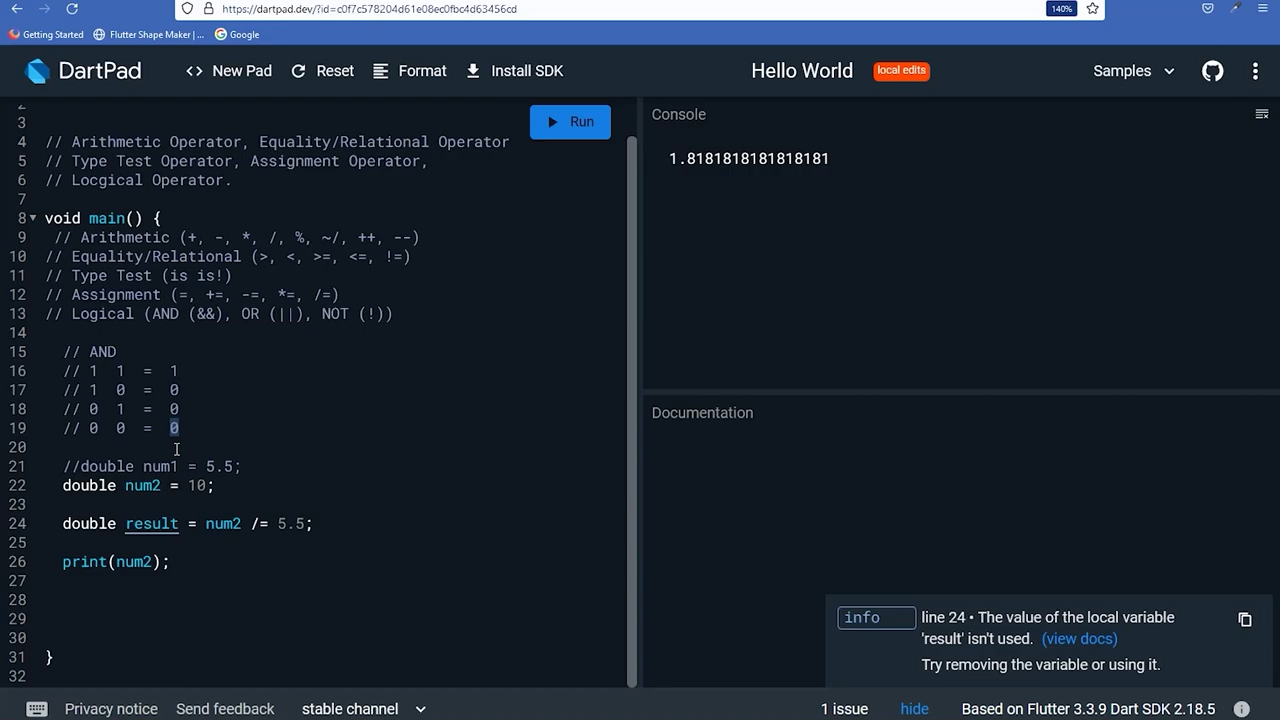 https://dartpad.dev/?id=c0f7c578204d61e08ec0fbc4d63456cd
140%
Getting Started
Flutter Shape Maker |...
Google
DartPad
New Pad
Reset
Format
Install SDK
Hello World
local edits
Samples
Run
Console
1.8181818181818181
2
3
4 // Arithmetic Operator, Equality/Relational Operator
5 // Type Test Operator, Assignment Operator,
6 // Locgical Operator.
7
8 void main() {
9 // Arithmetic (+, -, *, /, %, ~/, ++, --)
10 // Equality/Relational (>, <, >=, <=, !=)
11 // Type Test (is is!)
12 // Assignment (=, +=, -=, *=, /=)
13 // Logical (AND (&&), OR (||), NOT (!))
14
15 // AND
16 // 1 1 = 1
17 // 1 0 = 0
18 // 0 1 = 0
19 // 0 0 = 0
20
21 //double num1 = 5.5;
22 double num2 = 10;
23
24 double result = num2 /= 5.5;
25
26 print(num2);
27
28
29
30
31 }
32
Documentation
info
line 24 • The value of the local variable
'result' isn't used. (view docs)
Try removing the variable or using it.
Privacy notice
Send feedback
stable channel
1 issue
hide
Based on Flutter 3.3.9 Dart SDK 2.18.5